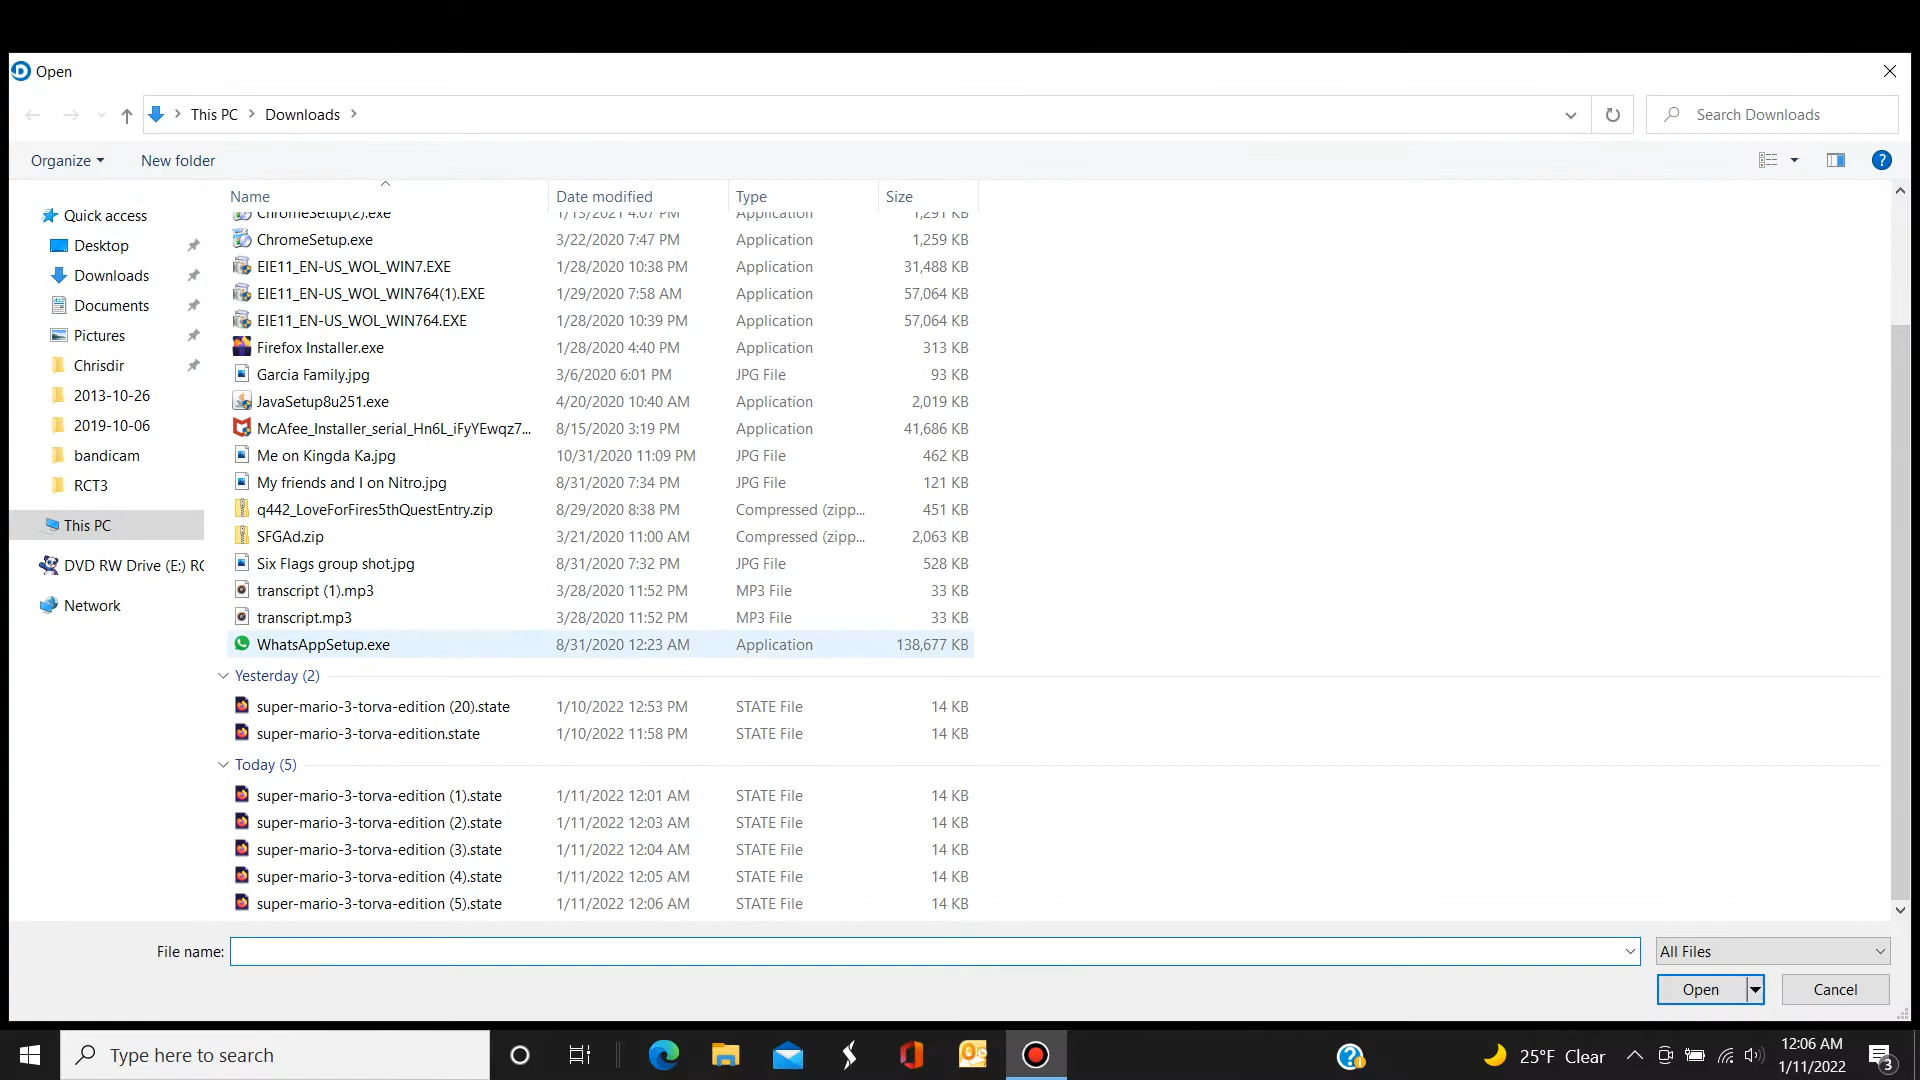 Open
This PC
Downloads
Search Downloads
Organize
New folder
?
Name
Date modified
Type
Size
Quick access
Desktop
Downloads
Documents
Pictures
Chrisdir
2013-10-26
2019-10-06
bandicam
RCT3
This PC
DVD RW Drive (E:) RC
Network
ChromeSetup(2).exe 1/13/2021 4:07 PM Application 1,291 KB
ChromeSetup.exe 3/22/2020 7:47 PM Application 1,259 KB
EIE11_EN-US_WOL_WIN7.EXE 1/28/2020 10:38 PM Application 31,488 KB
EIE11_EN-US_WOL_WIN764(1).EXE 1/29/2020 7:58 AM Application 57,064 KB
EIE11_EN-US_WOL_WIN764.EXE 1/28/2020 10:39 PM Application 57,064 KB
Firefox Installer.exe 1/28/2020 4:40 PM Application 313 KB
Garcia Family.jpg 3/6/2020 6:01 PM JPG File 93 KB
JavaSetup8u251.exe 4/20/2020 10:40 AM Application 2,019 KB
McAfee_Installer_serial_Hn6L_iFyYEwqz7... 8/15/2020 3:19 PM Application 41,686 KB
Me on Kingda Ka.jpg 10/31/2020 11:09 PM JPG File 462 KB
My friends and I on Nitro.jpg 8/31/2020 7:34 PM JPG File 121 KB
q442_LoveForFires5thQuestEntry.zip 8/29/2020 8:38 PM Compressed (zipp... 451 KB
SFGAd.zip 3/21/2020 11:00 AM Compressed (zipp... 2,063 KB
Six Flags group shot.jpg 8/31/2020 7:32 PM JPG File 528 KB
transcript (1).mp3 3/28/2020 11:52 PM MP3 File 33 KB
transcript.mp3 3/28/2020 11:52 PM MP3 File 33 KB
WhatsAppSetup.exe 8/31/2020 12:23 AM Application 138,677 KB
Yesterday (2)
super-mario-3-torva-edition (20).state 1/10/2022 12:53 PM STATE File 14 KB
super-mario-3-torva-edition.state 1/10/2022 11:58 PM STATE File 14 KB
Today (5)
super-mario-3-torva-edition (1).state 1/11/2022 12:01 AM STATE File 14 KB
super-mario-3-torva-edition (2).state 1/11/2022 12:03 AM STATE File 14 KB
super-mario-3-torva-edition (3).state 1/11/2022 12:04 AM STATE File 14 KB
super-mario-3-torva-edition (4).state 1/11/2022 12:05 AM STATE File 14 KB
super-mario-3-torva-edition (5).state 1/11/2022 12:06 AM STATE File 14 KB
File name:
All Files
Open
Cancel
Type here to search
25°F Clear
12:06 AM
1/11/2022
3